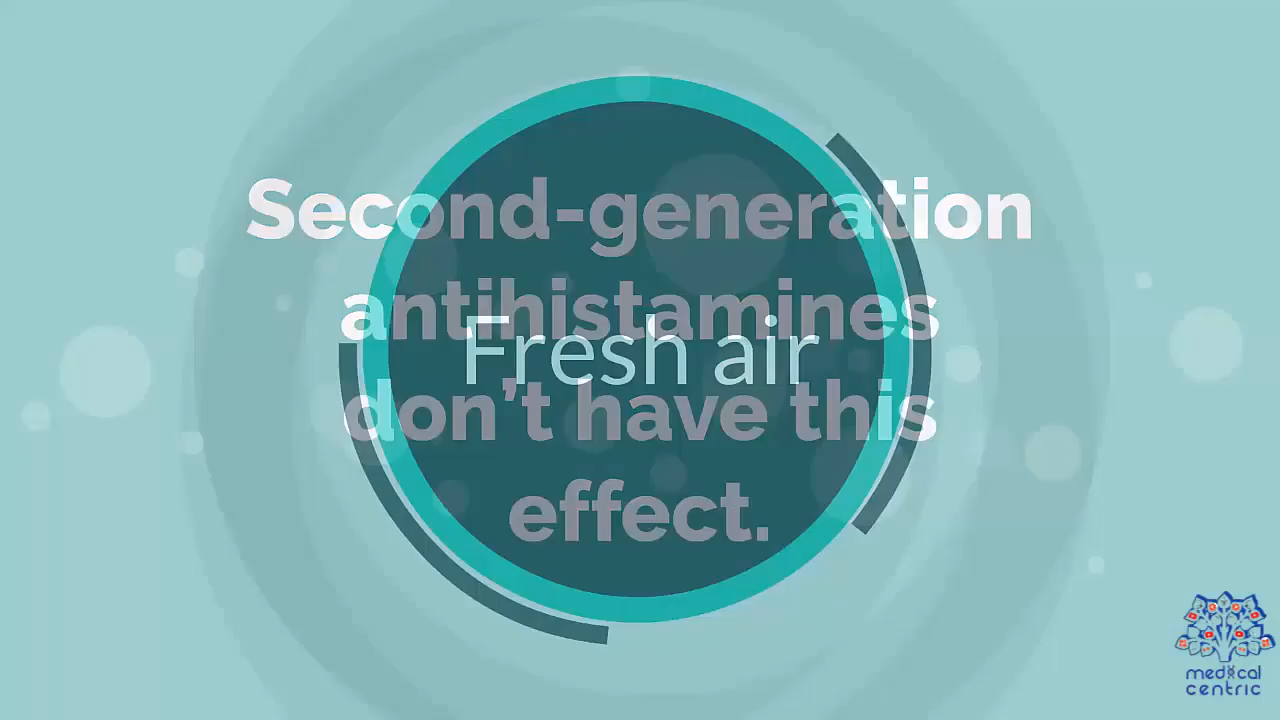 Second-generation
antihistamines
Fresh air
don't have this
effect.
medical
centric